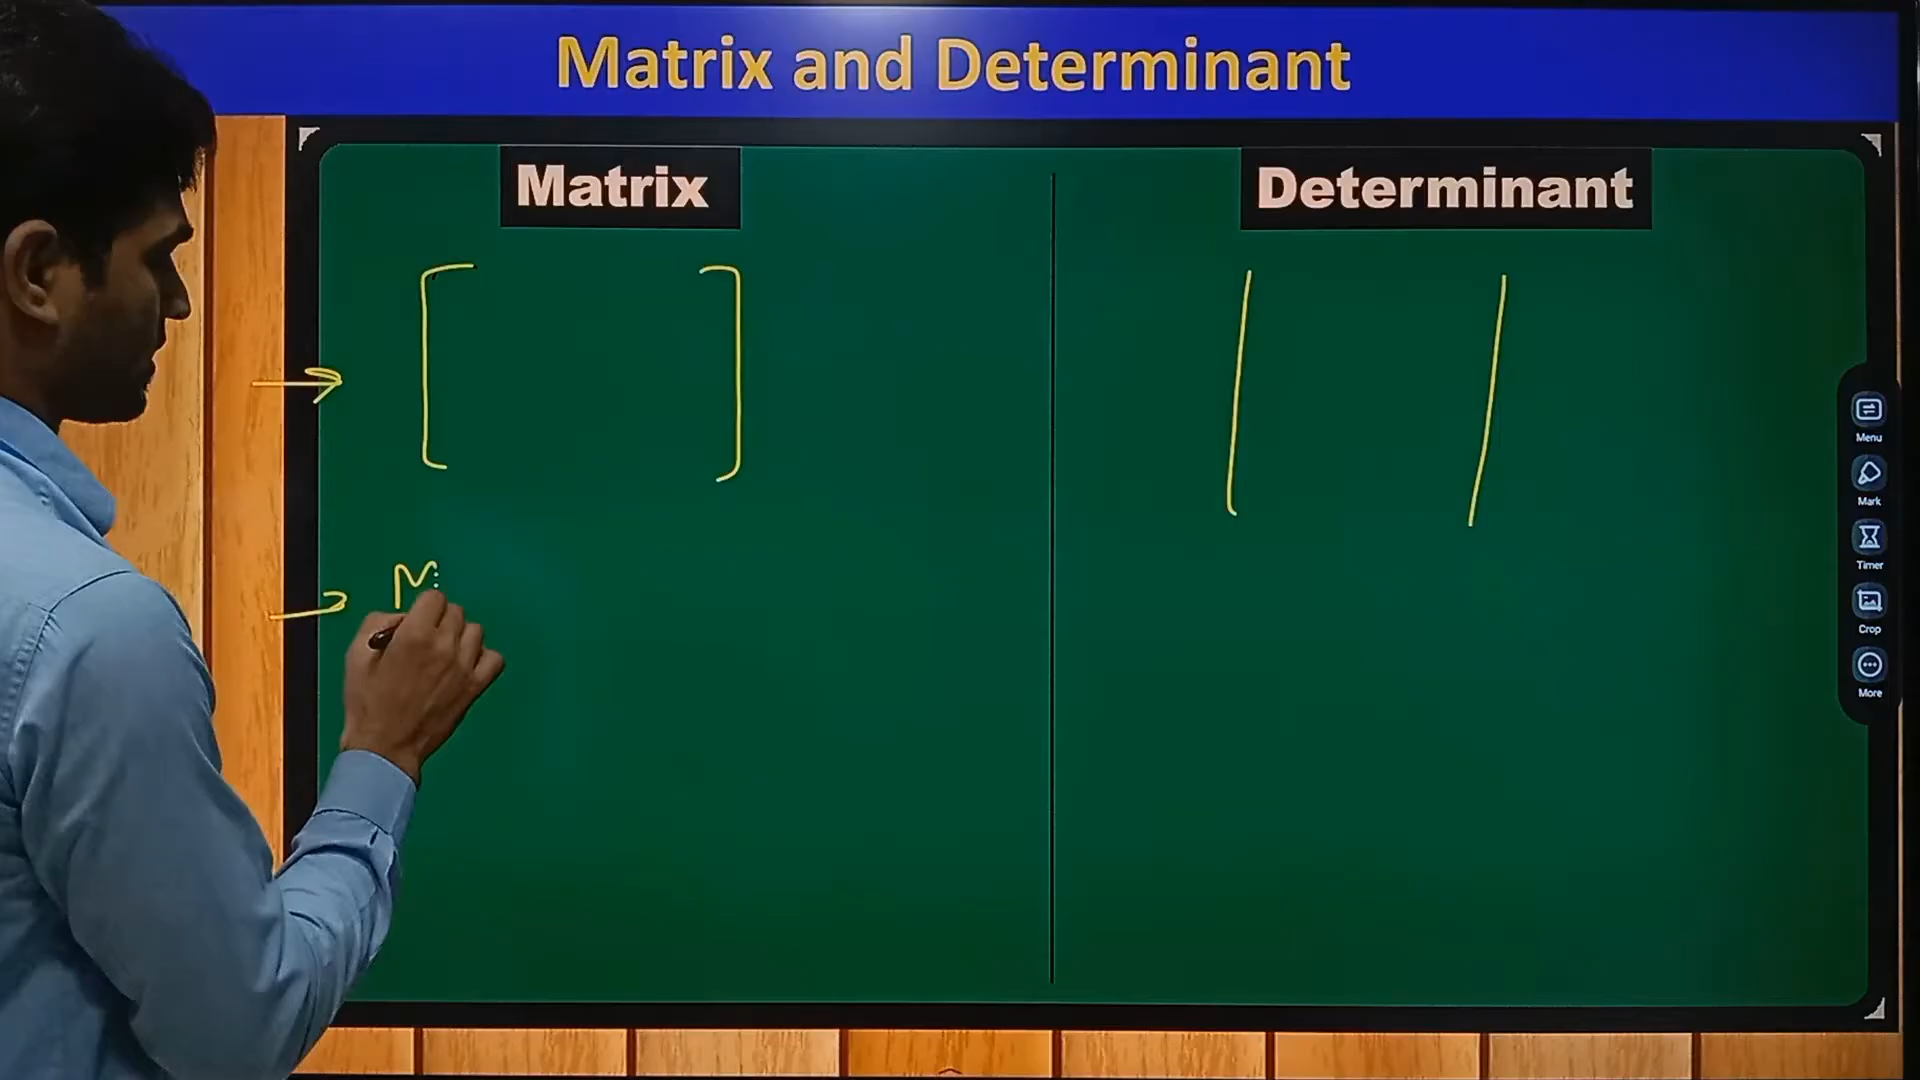 Matrix and Determinant
Matrix
Determinant
[ ]
| |
M
Menu
Mark
Timer
Crop
More